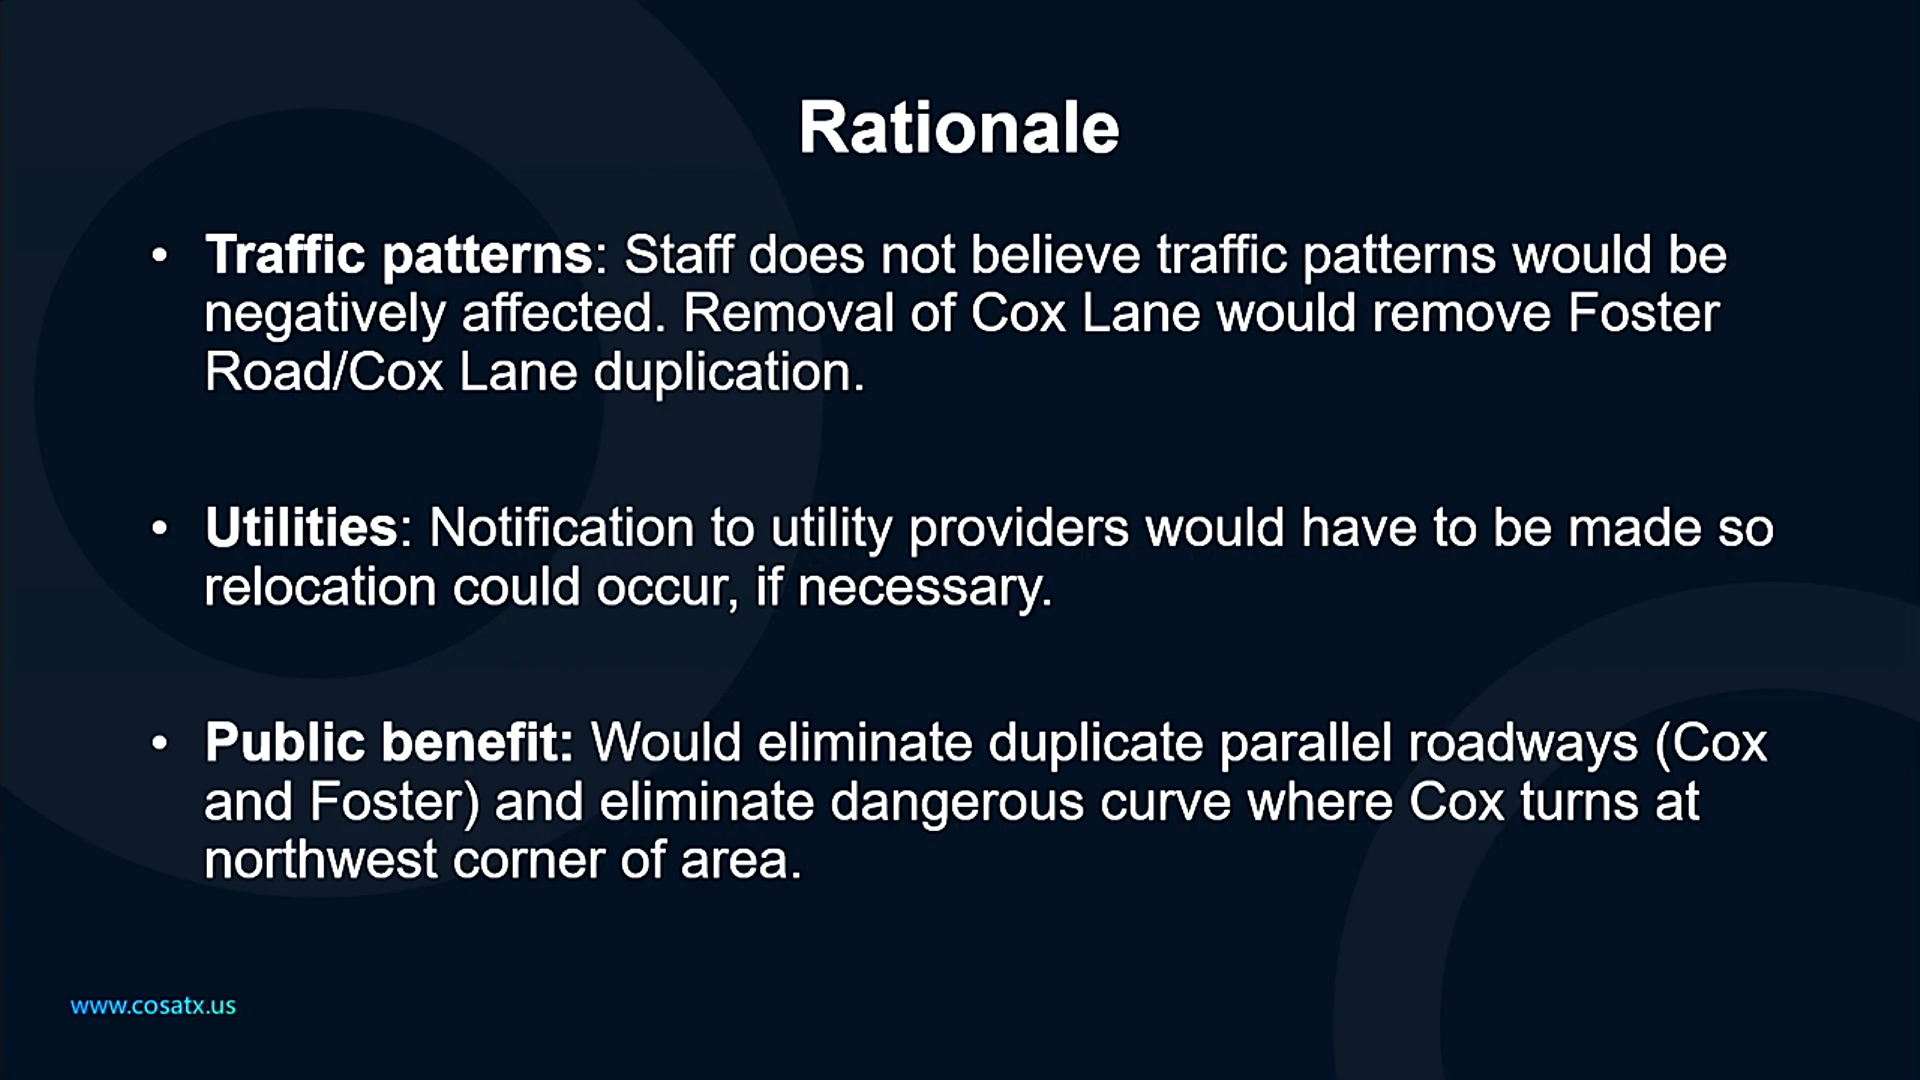 Rationale
• Traffic patterns: Staff does not believe traffic patterns would be
negatively affected. Removal of Cox Lane would remove Foster
Road/Cox Lane duplication.
• Utilities: Notification to utility providers would have to be made so
relocation could occur, if necessary.
• Public benefit: Would eliminate duplicate parallel roadways (Cox
and Foster) and eliminate dangerous curve where Cox turns at
northwest corner of area.
www.cosatx.us